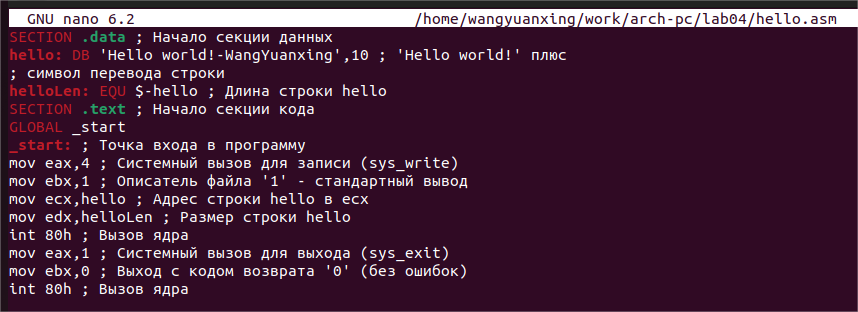 GNU nano 6.2 /home/wangyuanxing/work/arch-pc/lab04/hello.asm
SECTION .data ; Начало секции данных
hello: DB 'Hello world!-WangYuanxing',10 ; 'Hello world!' плюс
; символ перевода строки
helloLen: EQU $-hello ; Длина строки hello
SECTION .text ; Начало секции кода
GLOBAL _start
_start: ; Точка входа в программу
mov eax,4 ; Системный вызов для записи (sys_write)
mov ebx,1 ; Описатель файла '1' - стандартный вывод
mov ecx,hello ; Адрес строки hello в ecx
mov edx,helloLen ; Размер строки hello
int 80h ; Вызов ядра
mov eax,1 ; Системный вызов для выхода (sys_exit)
mov ebx,0 ; Выход с кодом возврата '0' (без ошибок)
int 80h ; Вызов ядра